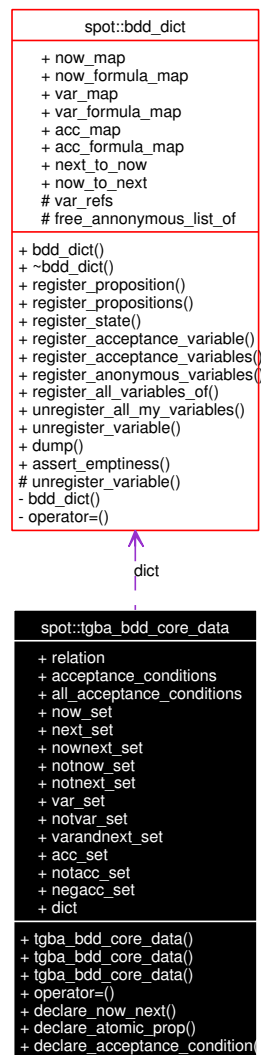 spot::bdd_dict
+ now_map
+ now_formula_map
+ var_map
+ var_formula_map
+ acc_map
+ acc_formula_map
+ next_to_now
+ now_to_next
# var_refs
# free_annonymous_list_of
+ bdd_dict()
+ ~bdd_dict()
+ register_proposition()
+ register_propositions()
+ register_state()
+ register_acceptance_variable()
+ register_acceptance_variables()
+ register_anonymous_variables()
+ register_all_variables_of()
+ unregister_all_my_variables()
+ unregister_variable()
+ dump()
+ assert_emptiness()
# unregister_variable()
- bdd_dict()
- operator=()
dict
spot::tgba_bdd_core_data
+ relation
+ acceptance_conditions
+ all_acceptance_conditions
+ now_set
+ next_set
+ nownext_set
+ notnow_set
+ notnext_set
+ var_set
+ notvar_set
+ varandnext_set
+ acc_set
+ notacc_set
+ negacc_set
+ dict
+ tgba_bdd_core_data()
+ tgba_bdd_core_data()
+ tgba_bdd_core_data()
+ operator=()
+ declare_now_next()
+ declare_atomic_prop()
+ declare_acceptance_condition(